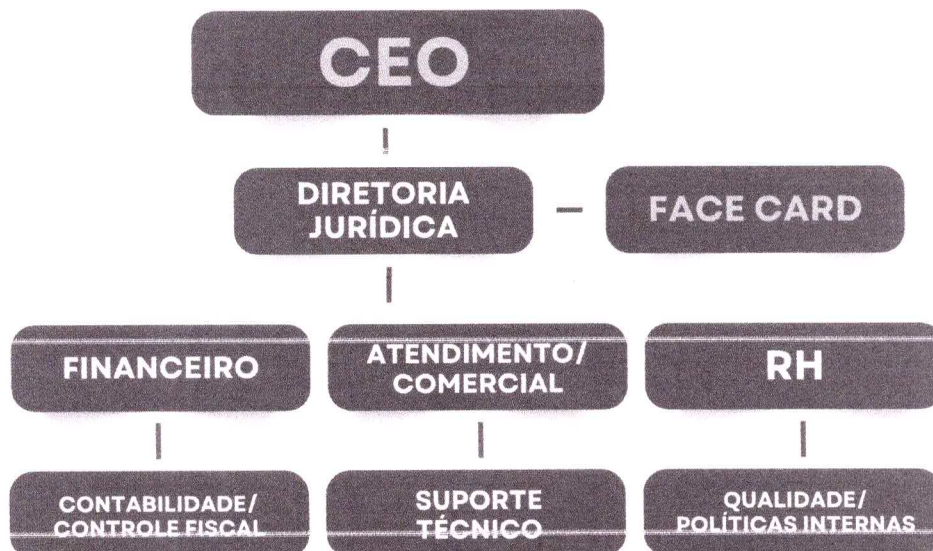 CEO
DIRETORIA
JURÍDICA
FACE CARD
FINANCEIRO
ATENDIMENTO/
COMERCIAL
RH
CONTABILIDADE/
CONTROLE FISCAL
SUPORTE
TÉCNICO
QUALIDADE/
POLÍTICAS INTERNAS